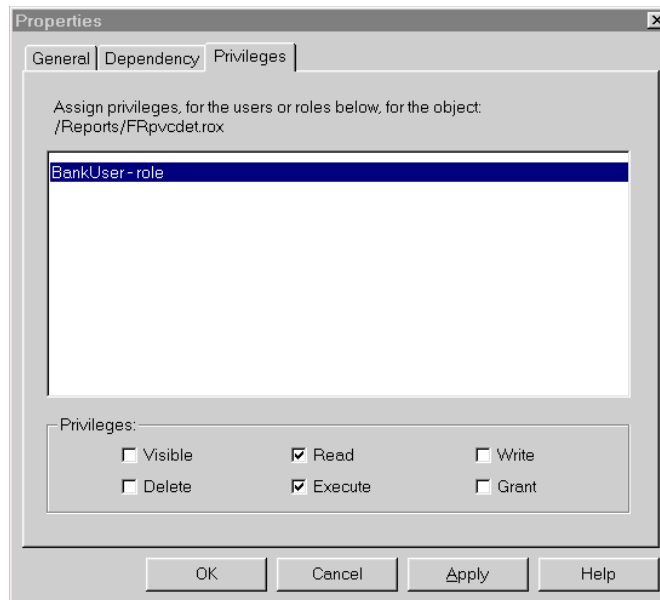 Properties
General Dependency Privileges
Assign privileges, for the users or roles below, for the object:
/Reports/FRpvcdet.rox
BankUser - role
Privileges:
Visible Read Write
Delete Execute Grant
OK Cancel Apply Help